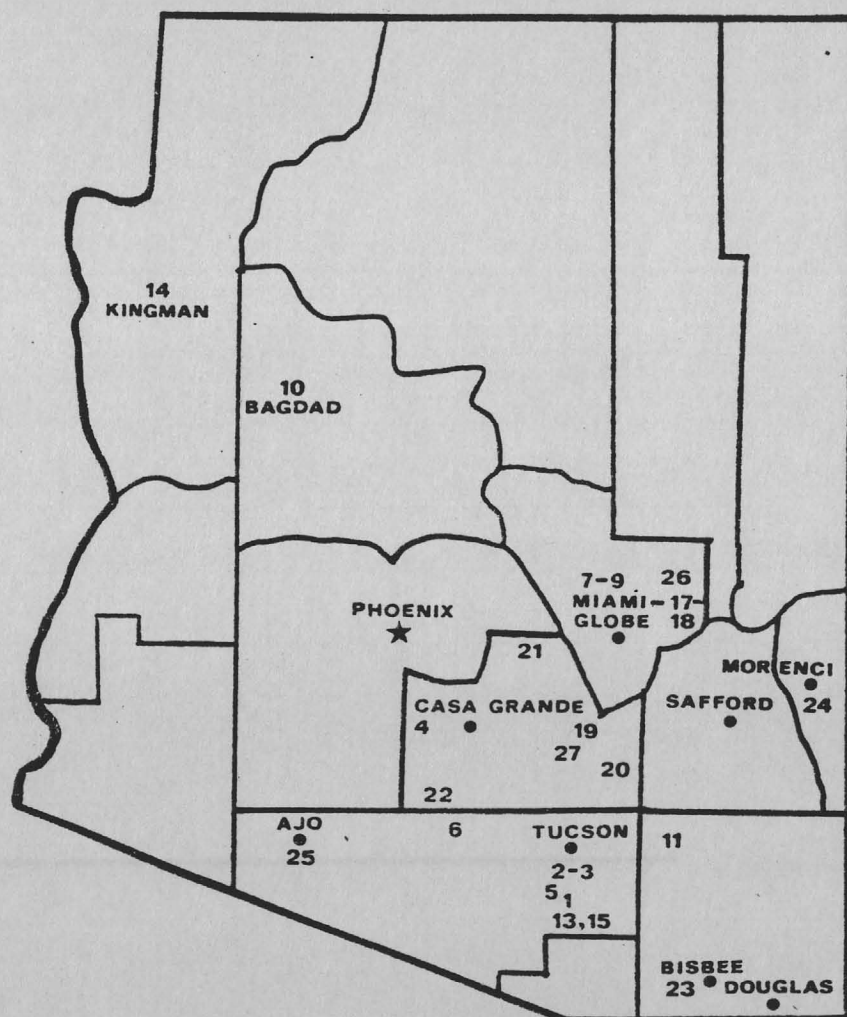 14
KINGMAN
10
BAGDAD
7-9 26
MIAMI-17-
GLOBE 18
PHOENIX
21
MORENCI
24
SAFFORD
CASA GRANDE
4
19
27
20
22
AJO
25
6
TUCSON
2-3
5 1
13,15
11
BISBEE
23 DOUGLAS